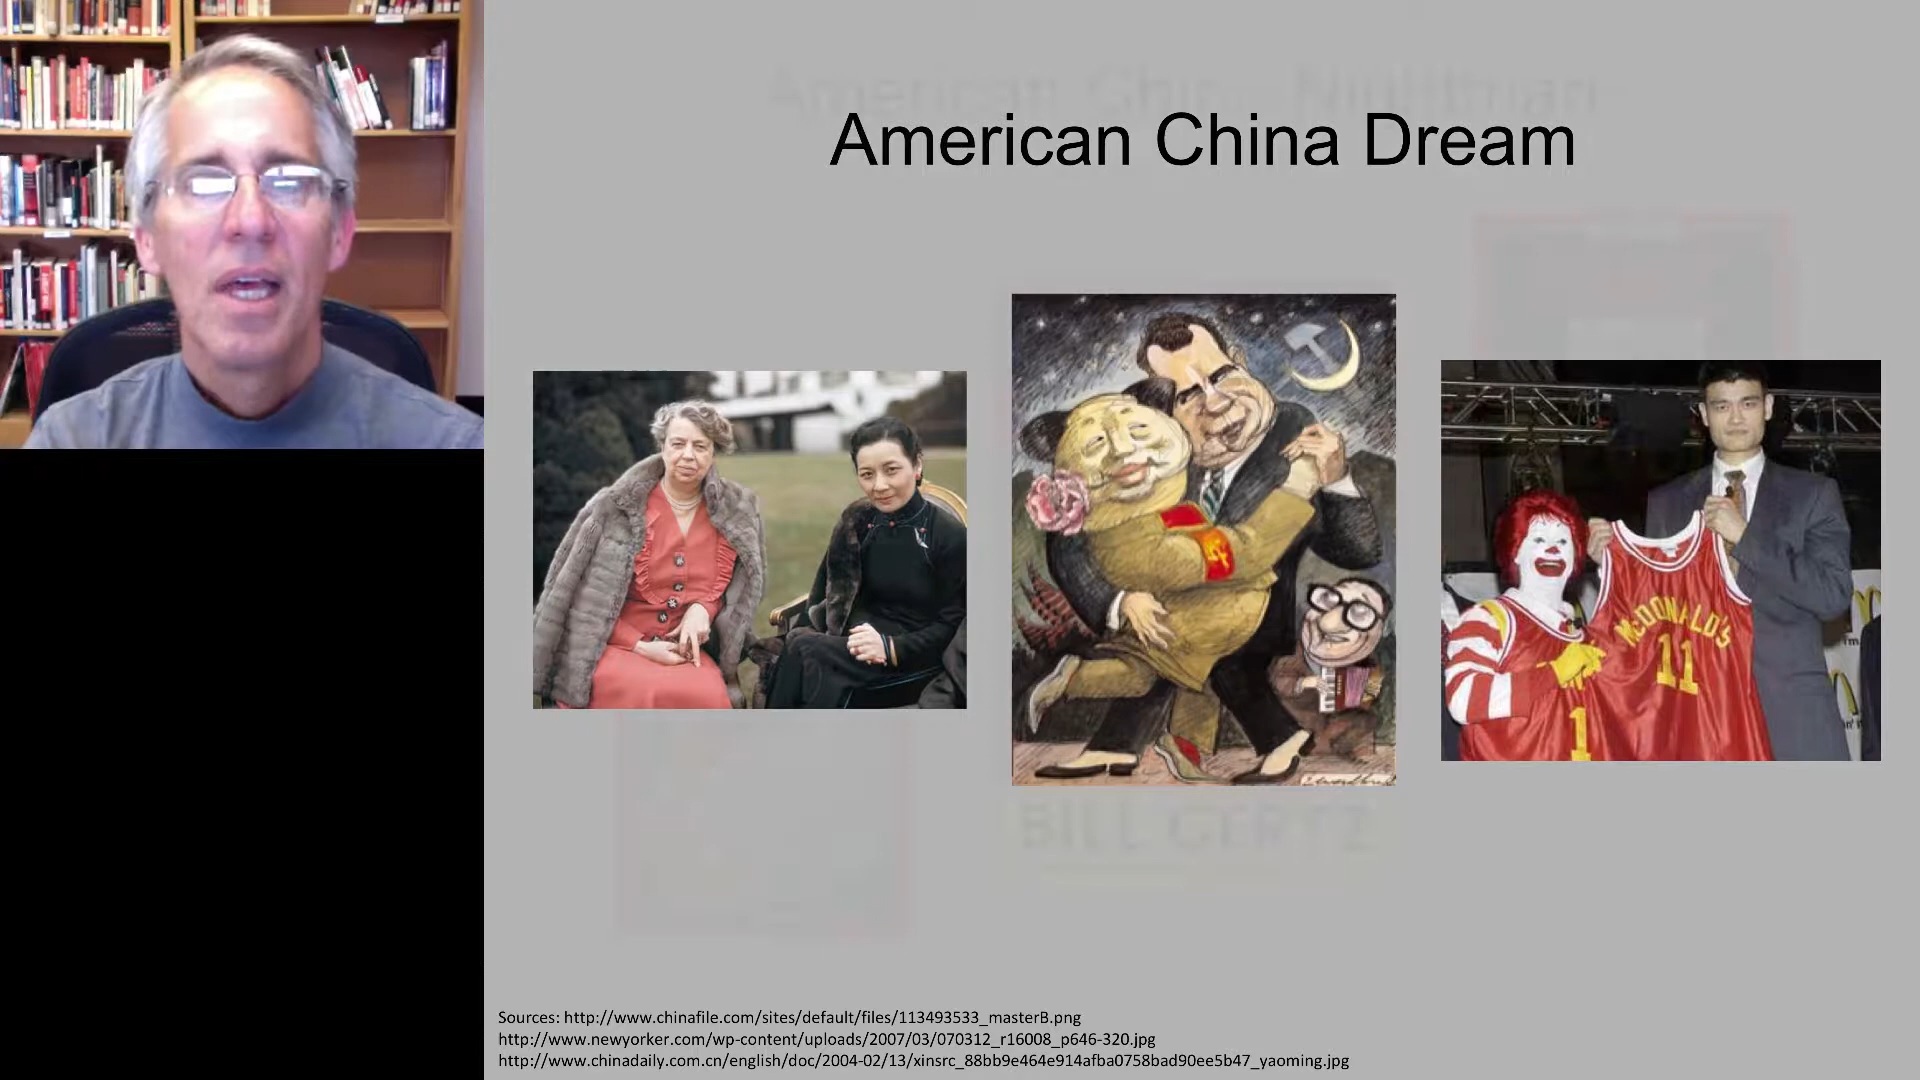 American China Dream
McDONALD'S
11
1
BILL GERTZ
Sources: http://www.chinafile.com/sites/default/files/113493533_masterB.png
http://www.newyorker.com/wp-content/uploads/2007/03/070312_r16008_p646-320.jpg
http://www.chinadaily.com.cn/english/doc/2004-02/13/xinsrc_88bb9e464e914afba0758bad90ee5b47_yaoming.jpg